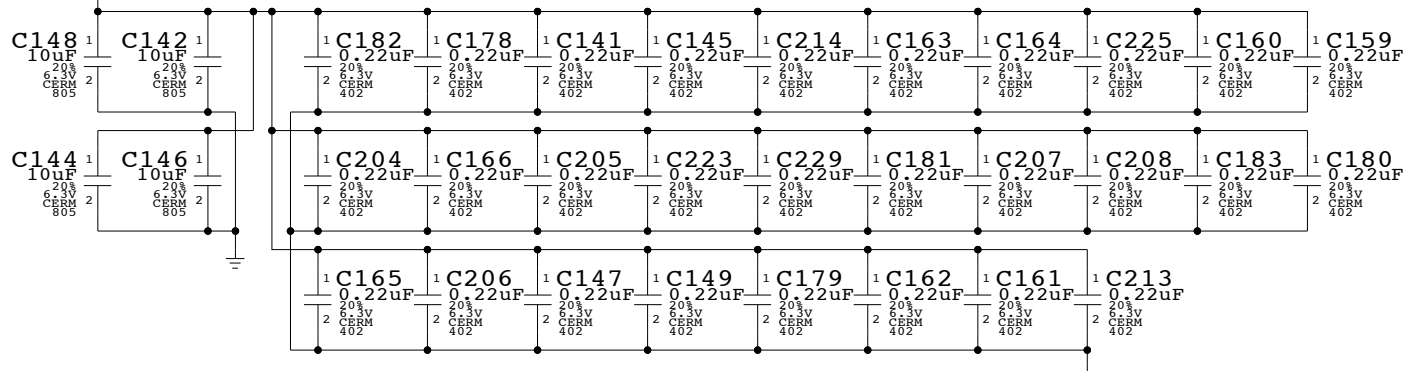 C148 1
10uF
20%
6.3V 2
CERM
805
C142 1
10uF
20%
6.3V 2
CERM
805
1 C182
0.22uF
20%
2 6.3V
CERM
402
1 C178
0.22uF
20%
2 6.3V
CERM
402
1 C141
0.22uF
20%
2 6.3V
CERM
402
1 C145
0.22uF
20%
2 6.3V
CERM
402
1 C214
0.22uF
20%
2 6.3V
CERM
402
1 C163
0.22uF
20%
2 6.3V
CERM
402
1 C164
0.22uF
20%
2 6.3V
CERM
402
1 C225
0.22uF
20%
2 6.3V
CERM
402
1 C160
0.22uF
20%
2 6.3V
CERM
402
1 C159
0.22uF
20%
2 6.3V
CERM
402
C144 1
10uF
20%
6.3V 2
CERM
805
C146 1
10uF
20%
6.3V 2
CERM
805
1 C204
0.22uF
20%
2 6.3V
CERM
402
1 C166
0.22uF
20%
2 6.3V
CERM
402
1 C205
0.22uF
20%
2 6.3V
CERM
402
1 C223
0.22uF
20%
2 6.3V
CERM
402
1 C229
0.22uF
20%
2 6.3V
CERM
402
1 C181
0.22uF
20%
2 6.3V
CERM
402
1 C207
0.22uF
20%
2 6.3V
CERM
402
1 C208
0.22uF
20%
2 6.3V
CERM
402
1 C183
0.22uF
20%
2 6.3V
CERM
402
1 C180
0.22uF
20%
2 6.3V
CERM
402
1 C165
0.22uF
20%
2 6.3V
CERM
402
1 C206
0.22uF
20%
2 6.3V
CERM
402
1 C147
0.22uF
20%
2 6.3V
CERM
402
1 C149
0.22uF
20%
2 6.3V
CERM
402
1 C179
0.22uF
20%
2 6.3V
CERM
402
1 C162
0.22uF
20%
2 6.3V
CERM
402
1 C161
0.22uF
20%
2 6.3V
CERM
402
1 C213
0.22uF
20%
2 6.3V
CERM
402